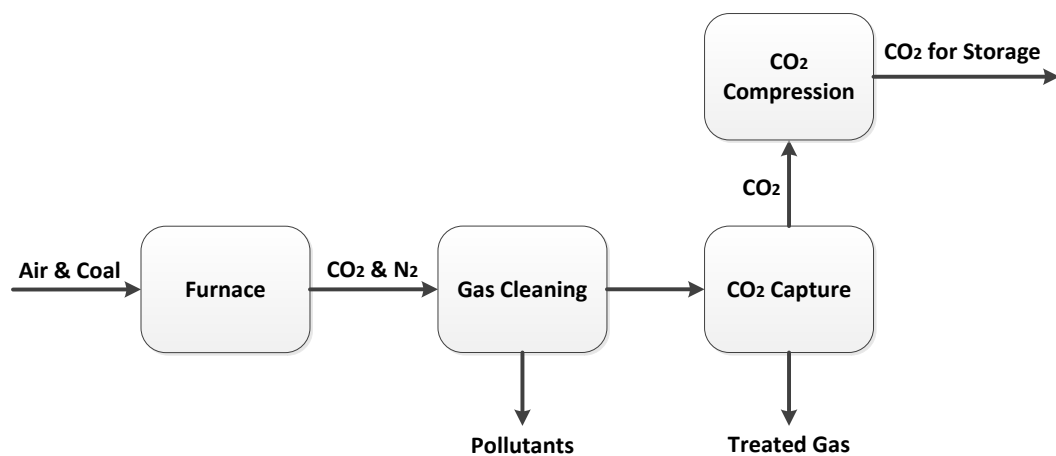 CO₂
Compression
CO₂ for Storage
CO₂
Air & Coal
Furnace
CO₂ & N₂
Gas Cleaning
CO₂ Capture
Pollutants
Treated Gas